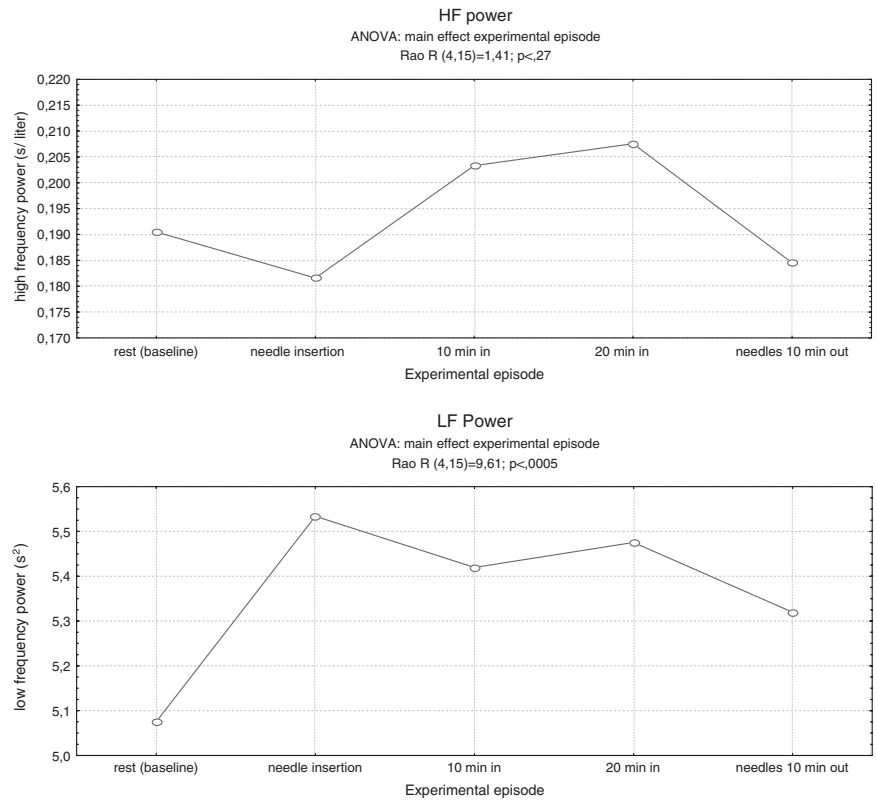 HF power
ANOVA: main effect experimental episode
Rao R (4,15)=1,41; p<,27
high frequency power (s/ liter)
0,220
0,215
0,210
0,205
0,200
0,195
0,190
0,185
0,180
0,175
0,170
rest (baseline) needle insertion 10 min in 20 min in needles 10 min out
Experimental episode
LF Power
ANOVA: main effect experimental episode
Rao R (4,15)=9,61; p<,0005
low frequency power (s²)
5,6
5,5
5,4
5,3
5,2
5,1
5,0
rest (baseline) needle insertion 10 min in 20 min in needles 10 min out
Experimental episode